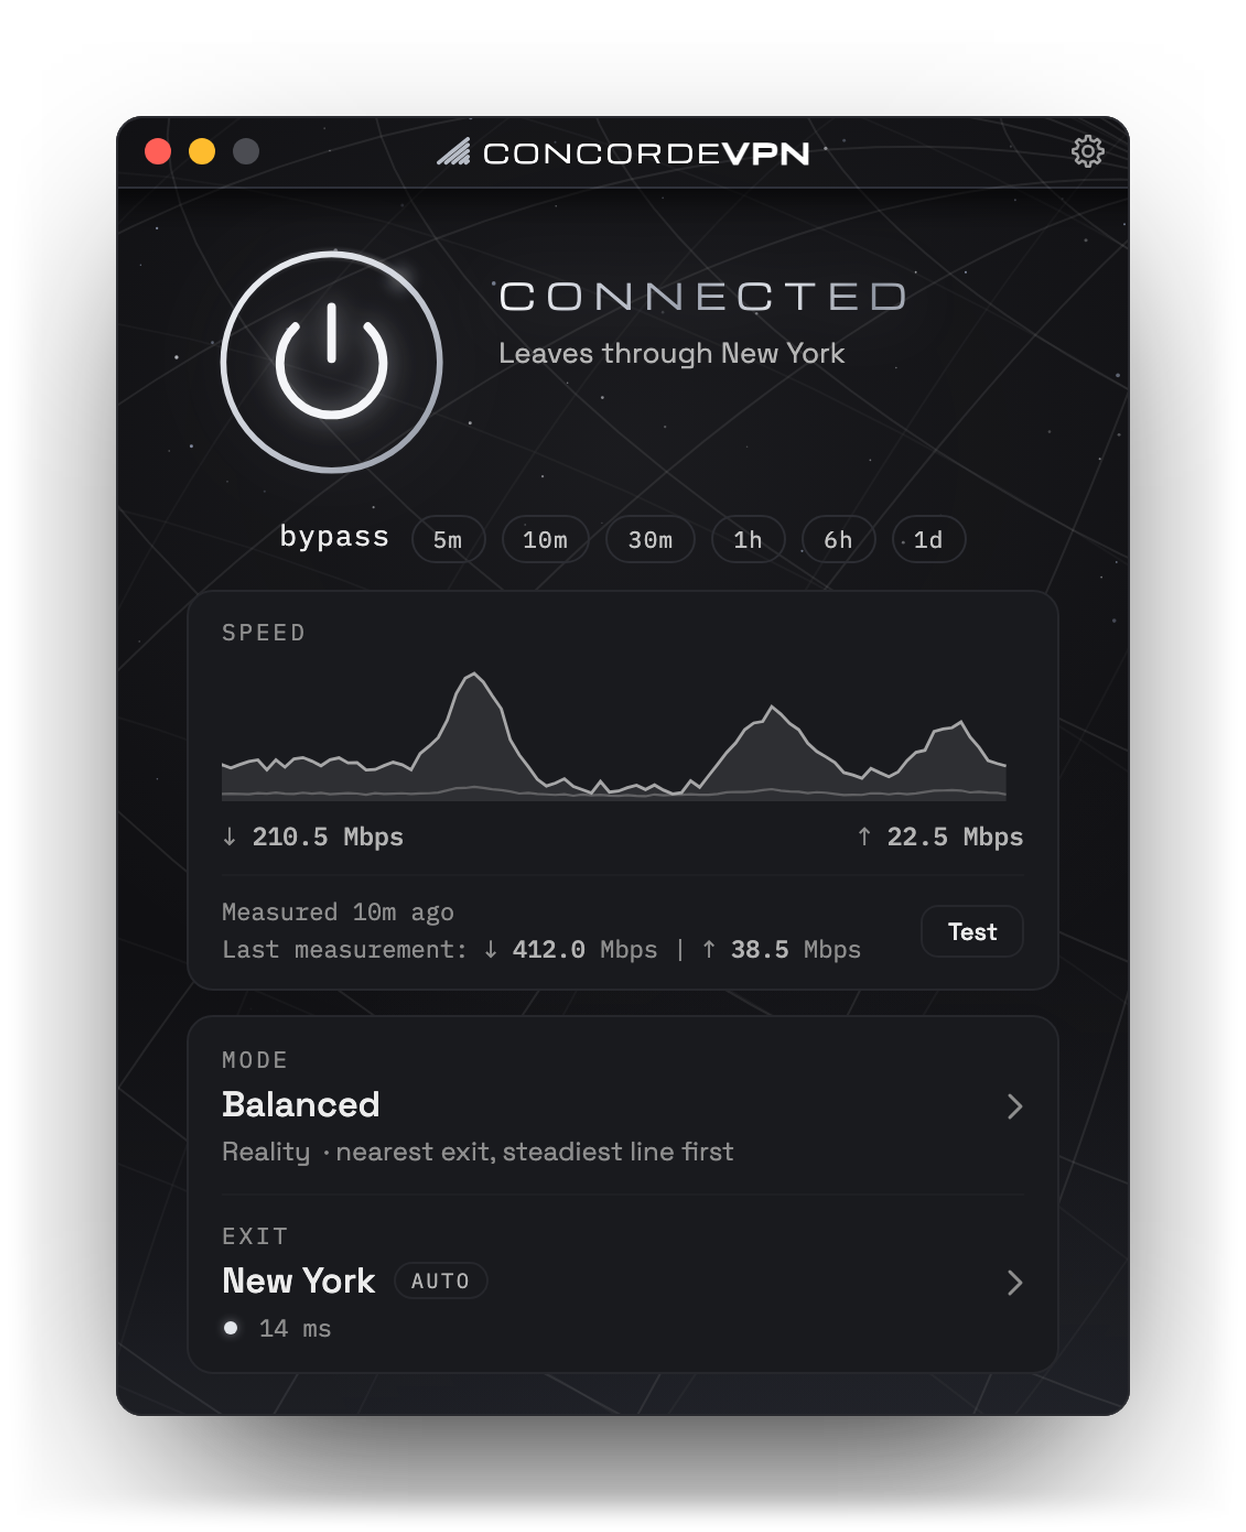 CONCORDEVPN
CONNECTED
Leaves through New York
bypass 5m 10m 30m 1h 6h 1d
SPEED
↓ 210.5 Mbps ↑ 22.5 Mbps
Measured 10m ago
Last measurement: ↓ 412.0 Mbps | ↑ 38.5 Mbps
Test
MODE
Balanced
Reality · nearest exit, steadiest line first
EXIT
New York AUTO
14 ms